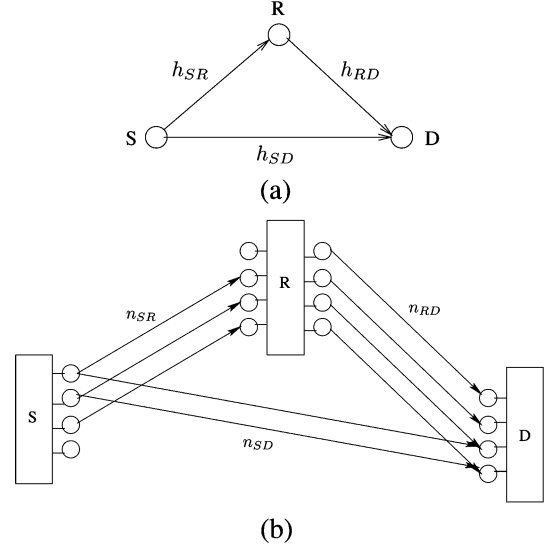 R
h_{SR} h_{RD}
S D
h_{SD}
(a)
R
n_{SR} n_{RD}
S
D
n_{SD}
(b)